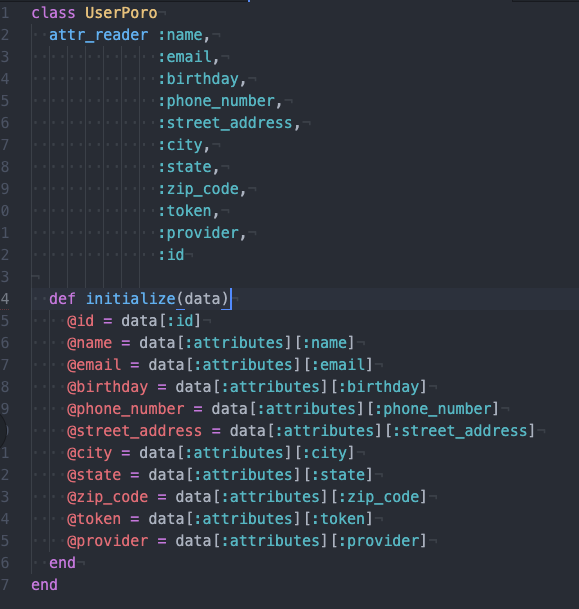 1 class UserPoro
2   attr_reader :name,
3               :email,
4               :birthday,
5               :phone_number,
6               :street_address,
7               :city,
8               :state,
9               :zip_code,
0               :token,
1               :provider,
2               :id
3
4   def initialize(data)
5     @id = data[:id]
6     @name = data[:attributes][:name]
7     @email = data[:attributes][:email]
8     @birthday = data[:attributes][:birthday]
9     @phone_number = data[:attributes][:phone_number]
    @street_address = data[:attributes][:street_address]
1     @city = data[:attributes][:city]
2     @state = data[:attributes][:state]
3     @zip_code = data[:attributes][:zip_code]
4     @token = data[:attributes][:token]
5     @provider = data[:attributes][:provider]
6   end
7 end